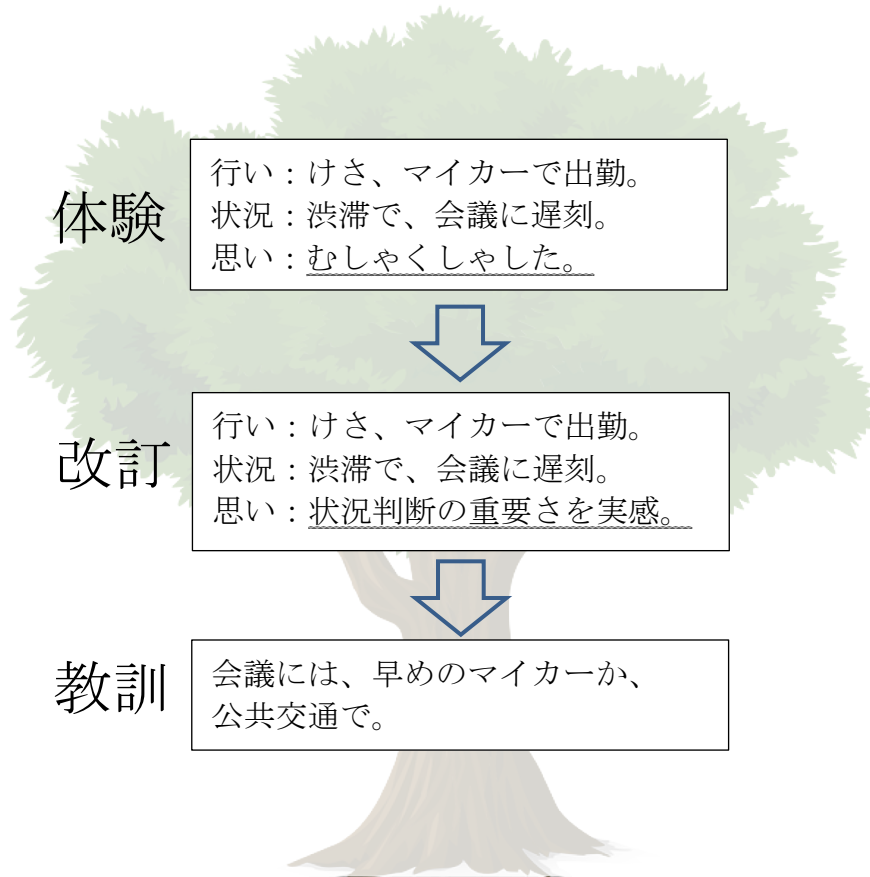 体験
行い：けさ、マイカーで出勤。
状況：渋滞で、会議に遅刻。
思い：むしゃくしゃした。
改訂
行い：けさ、マイカーで出勤。
状況：渋滞で、会議に遅刻。
思い：状況判断の重要さを実感。
教訓
会議には、早めのマイカーか、
公共交通で。